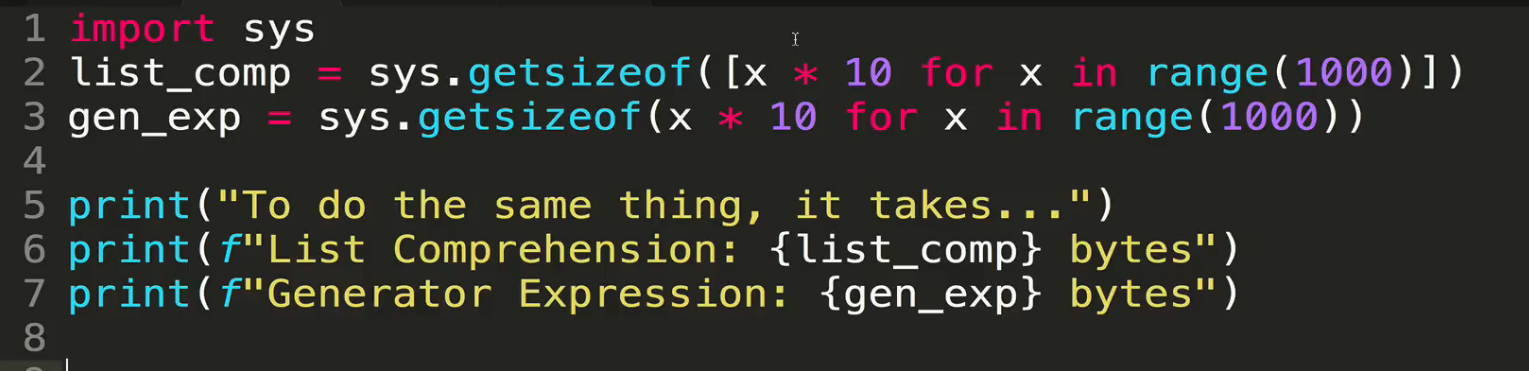 1 import sys
2 list_comp = sys.getsizeof([x * 10 for x in range(1000)])
3 gen_exp = sys.getsizeof(x * 10 for x in range(1000))
4
5 print("To do the same thing, it takes...")
6 print(f"List Comprehension: {list_comp} bytes")
7 print(f"Generator Expression: {gen_exp} bytes")
8